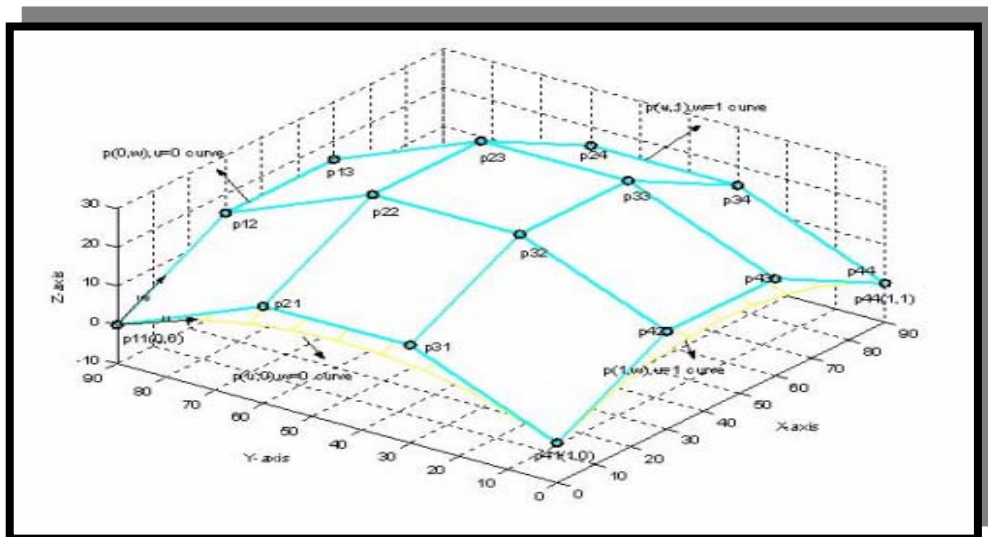 p(u,1),w=1 curve
p(0,w),u=0 curve
p23
p24
p13
p33
p34
p22
p12
p32
30
20
10
0
-10
Z-axis
p21
p43
p44
p44(1,1)
p11(0,0)
p31
p42
p(u,0),w=0 curve
p(1,w),u=1 curve
p41(1,0)
90
80
70
60
50
40
30
20
10
0
Y-axis
0
10
20
30
40
50
60
70
80
90
X-axis
u